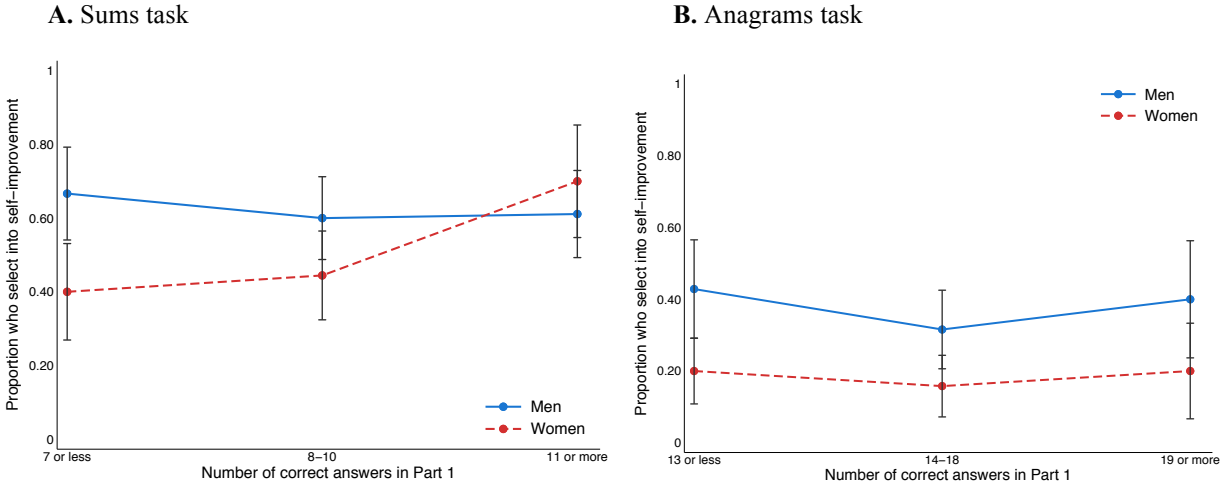 A. Sums task
Proportion who select into self−improvement
1
0.80
0.60
0.40
0.20
0
7 or less
8−10
11 or more
Number of correct answers in Part 1
Men
Women
B. Anagrams task
Proportion who select into self−improvement
1
0.80
0.60
0.40
0.20
0
13 or less
14−18
19 or more
Number of correct answers in Part 1
Men
Women